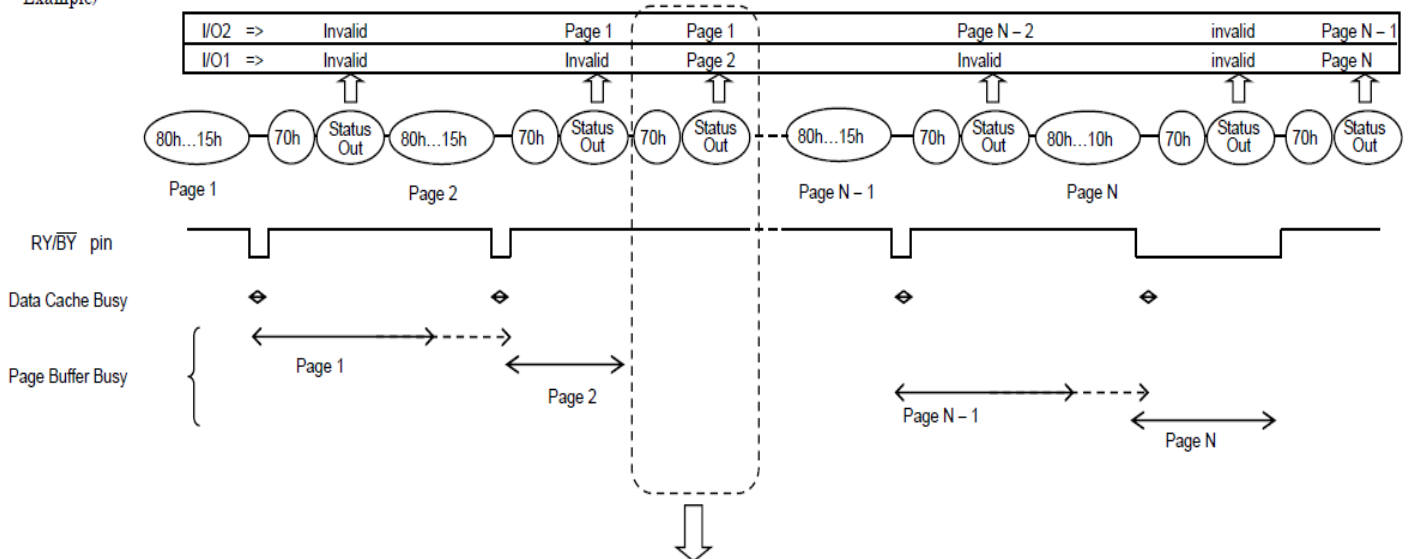 Example)
I/O2 => Invalid Page 1 Page 1 Page N – 2 invalid Page N – 1
I/O1 => Invalid Invalid Page 2 Invalid invalid Page N
80h...15h 70h Status Out 80h...15h 70h Status Out 70h Status Out 80h...15h 70h Status Out 80h...10h 70h Status Out 70h Status Out
Page 1 Page 2 Page N – 1 Page N
RY/B̅Y̅ pin
Data Cache Busy
Page Buffer Busy
Page 1
Page 2
Page N – 1
Page N